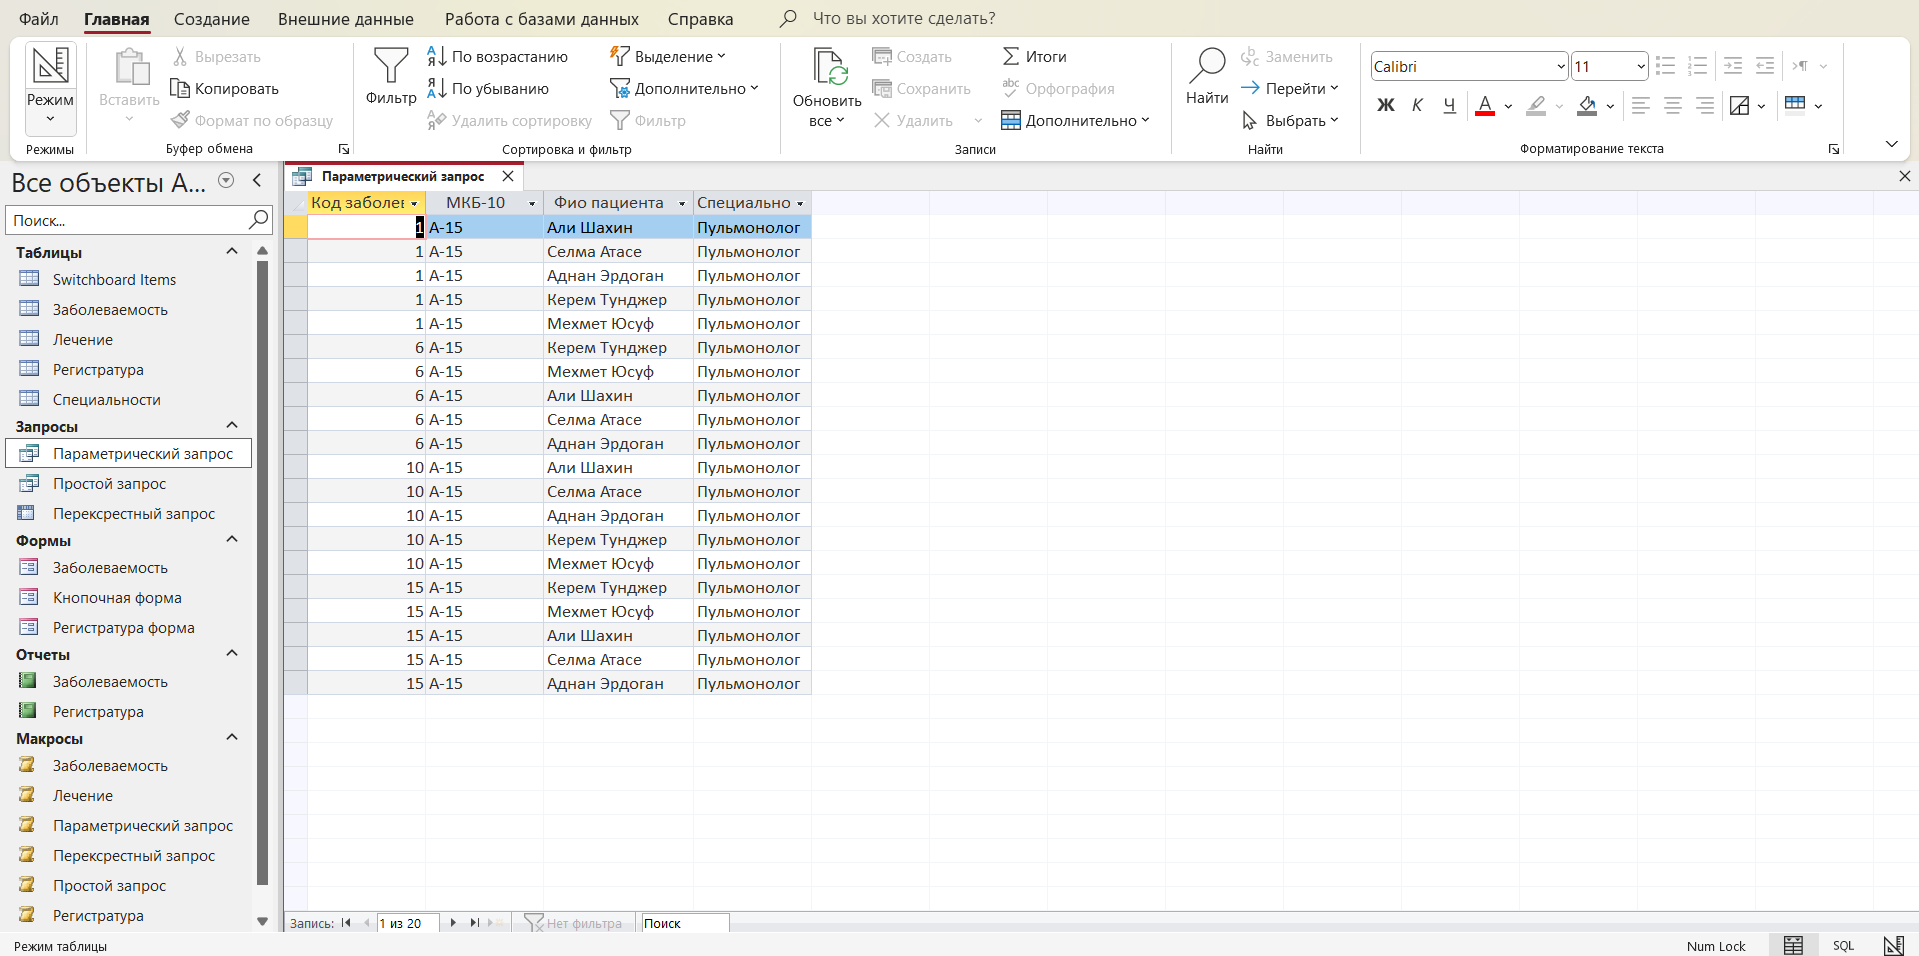 Файл Главная Создание Внешние данные Работа с базами данных Справка Что вы хотите сделать?
Режим
Режимы
Вставить
Вырезать
Копировать
Формат по образцу
Буфер обмена
Фильтр
По возрастанию
По убыванию
Удалить сортировку
Выделение
Дополнительно
Фильтр
Сортировка и фильтр
Обновить
все
Создать
Сохранить
Удалить
Итоги
Орфография
Дополнительно
Записи
Найти
Заменить
Перейти
Выбрать
Найти
Calibri 11
Ж К Ч А
Форматирование текста
Все объекты A...
Поиск...
Таблицы
Switchboard Items
Заболеваемость
Лечение
Регистратура
Специальности
Запросы
Параметрический запрос
Простой запрос
Перексрестный запрос
Формы
Заболеваемость
Кнопочная форма
Регистратура форма
Отчеты
Заболеваемость
Регистратура
Макросы
Заболеваемость
Лечение
Параметрический запрос
Перексрестный запрос
Простой запрос
Регистратура
Параметрический запрос
Код заболев МКБ-10 Фио пациента Специально
1 A-15 Али Шахин Пульмонолог
1 A-15 Селма Атасе Пульмонолог
1 A-15 Аднан Эрдоган Пульмонолог
1 A-15 Керем Тунджер Пульмонолог
1 A-15 Мехмет Юсуф Пульмонолог
6 A-15 Керем Тунджер Пульмонолог
6 A-15 Мехмет Юсуф Пульмонолог
6 A-15 Али Шахин Пульмонолог
6 A-15 Селма Атасе Пульмонолог
6 A-15 Аднан Эрдоган Пульмонолог
10 A-15 Али Шахин Пульмонолог
10 A-15 Селма Атасе Пульмонолог
10 A-15 Аднан Эрдоган Пульмонолог
10 A-15 Керем Тунджер Пульмонолог
10 A-15 Мехмет Юсуф Пульмонолог
15 A-15 Керем Тунджер Пульмонолог
15 A-15 Мехмет Юсуф Пульмонолог
15 A-15 Али Шахин Пульмонолог
15 A-15 Селма Атасе Пульмонолог
15 A-15 Аднан Эрдоган Пульмонолог
Запись: 1 из 20 Нет фильтра Поиск
Режим таблицы Num Lock SQL